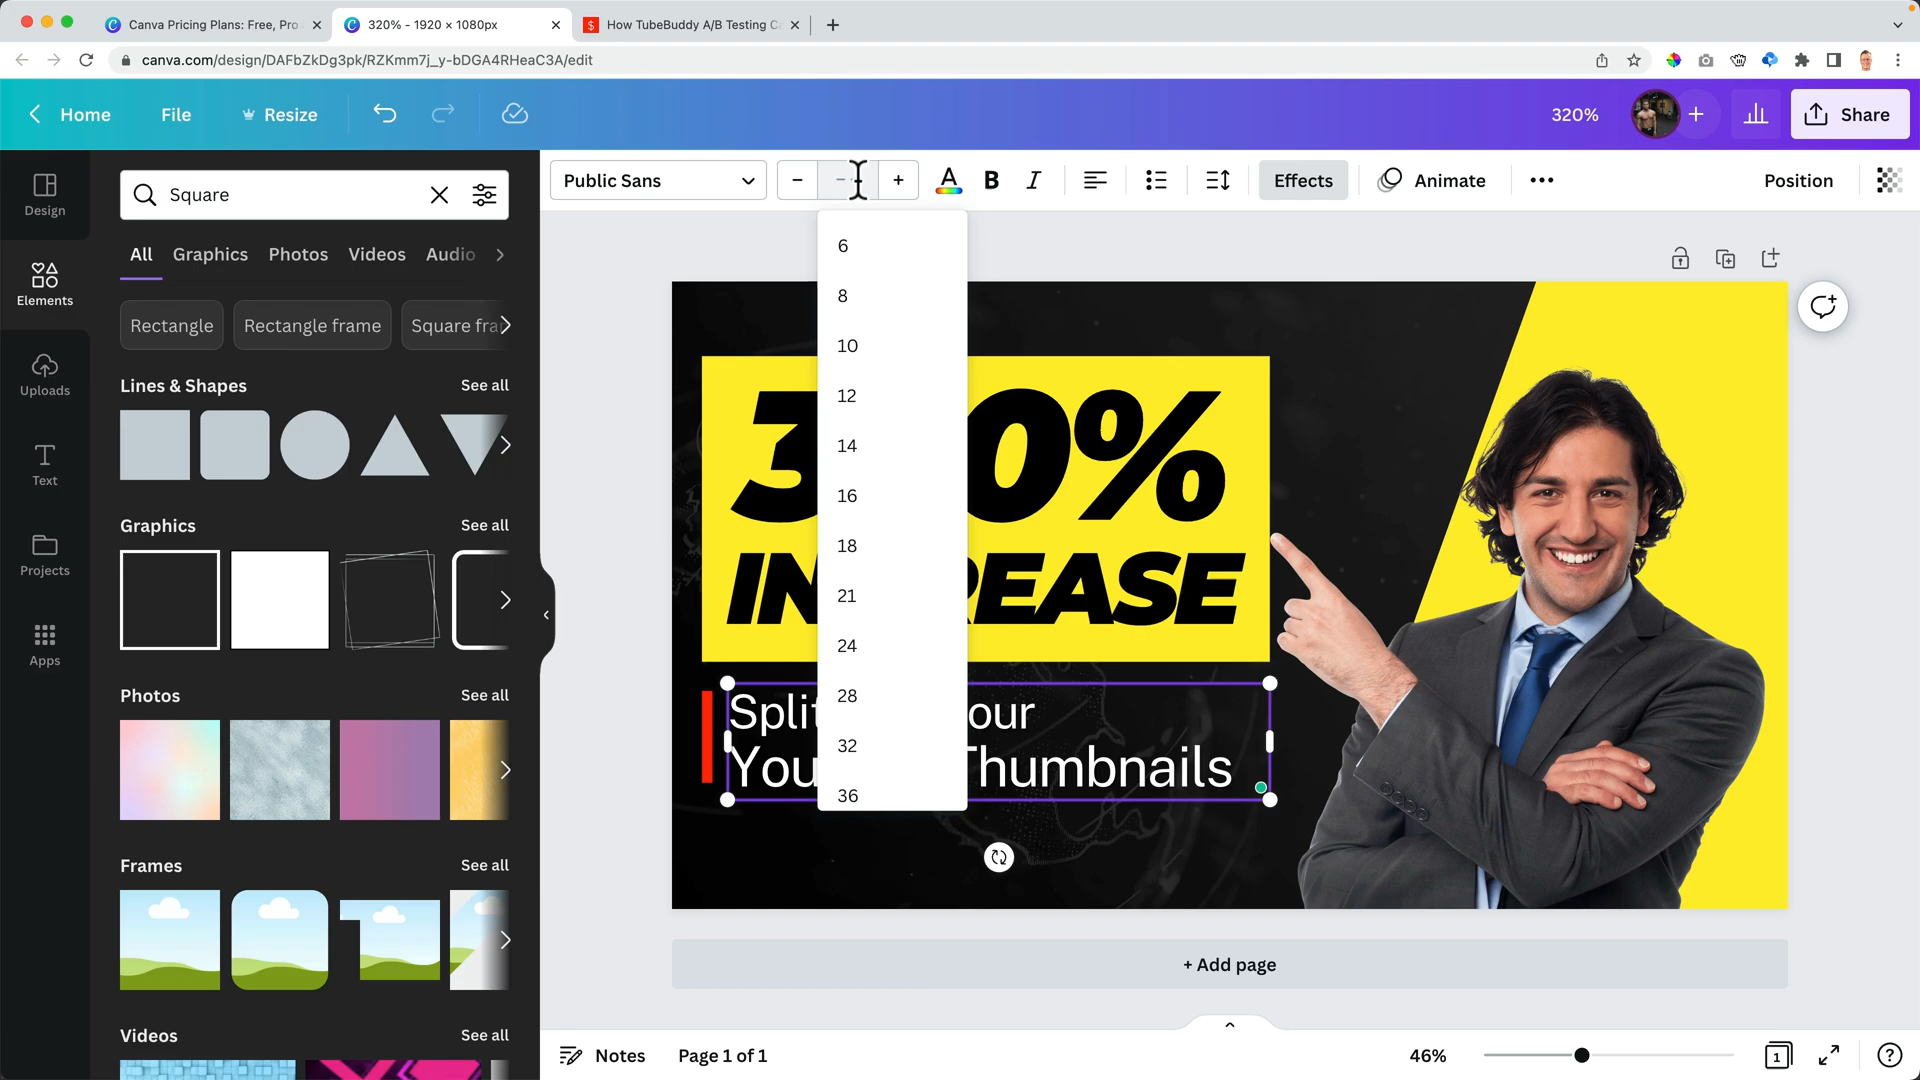 Canva Pricing Plans: Free, Pro
320% - 1920 × 1080px
How TubeBuddy A/B Testing C
canva.com/design/DAFbZkDg3pk/RZKmm7j_y-bDGA4RHeaC3A/edit
Home
File
Resize
320%
Share
Square
Public Sans
Effects
Animate
Position
Design
Elements
Uploads
Text
Projects
Apps
All
Graphics
Photos
Videos
Audio
Rectangle
Rectangle frame
Square fra
Lines & Shapes
See all
Graphics
See all
Photos
See all
Frames
See all
Videos
See all
6
8
10
12
14
16
18
21
24
28
32
36
3 0%
IN REASE
Split our
You Thumbnails
+ Add page
Notes
Page 1 of 1
46%
1